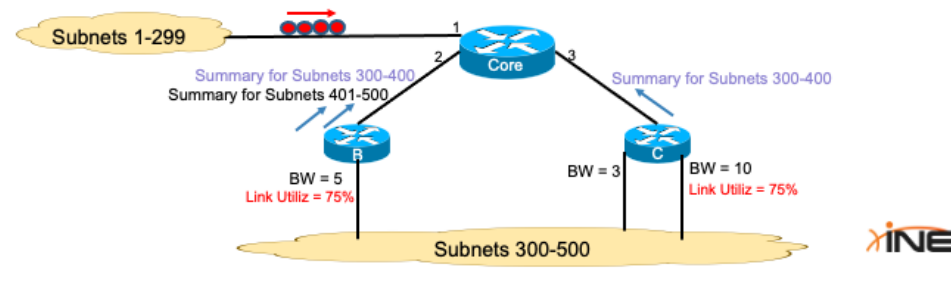 Subnets 1-299
1
2
Core
3
Summary for Subnets 300-400
Summary for Subnets 401-500
Summary for Subnets 300-400
B
C
BW = 5
Link Utiliz = 75%
BW = 3
BW = 10
Link Utiliz = 75%
Subnets 300-500
INE